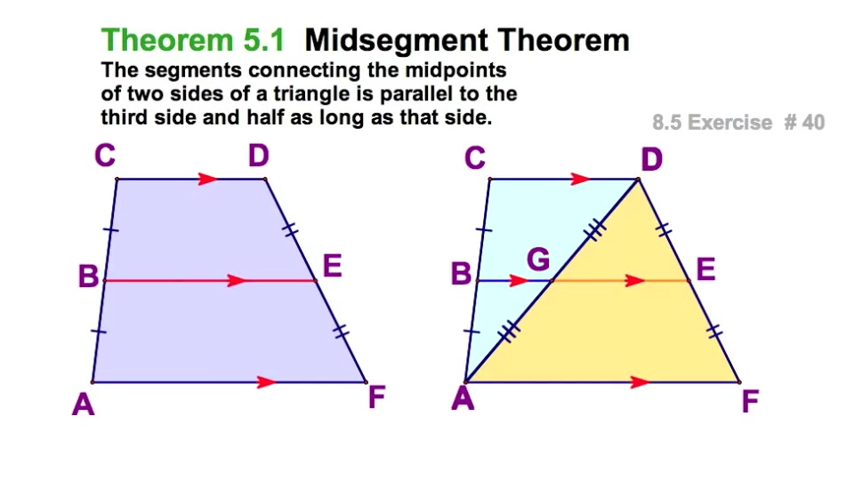 Theorem 5.1 Midsegment Theorem
The segments connecting the midpoints
of two sides of a triangle is parallel to the
third side and half as long as that side.
8.5 Exercise # 40
C D C D
B E B G E
A F A F